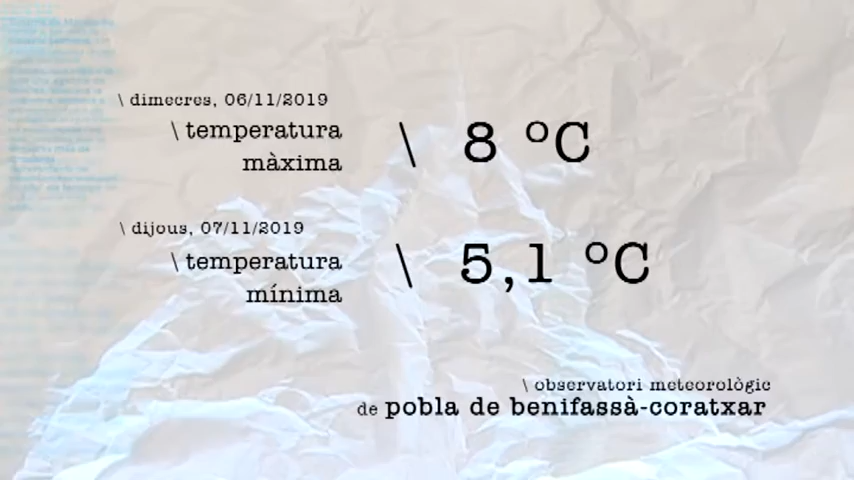 \ dimecres, 06/11/2019
\ temperatura
màxima
\ 8 ºC
\ dijous, 07/11/2019
\ temperatura
mínima
\ 5,1 ºC
\ observatori meteorològic
de pobla de benifassà-coratxar